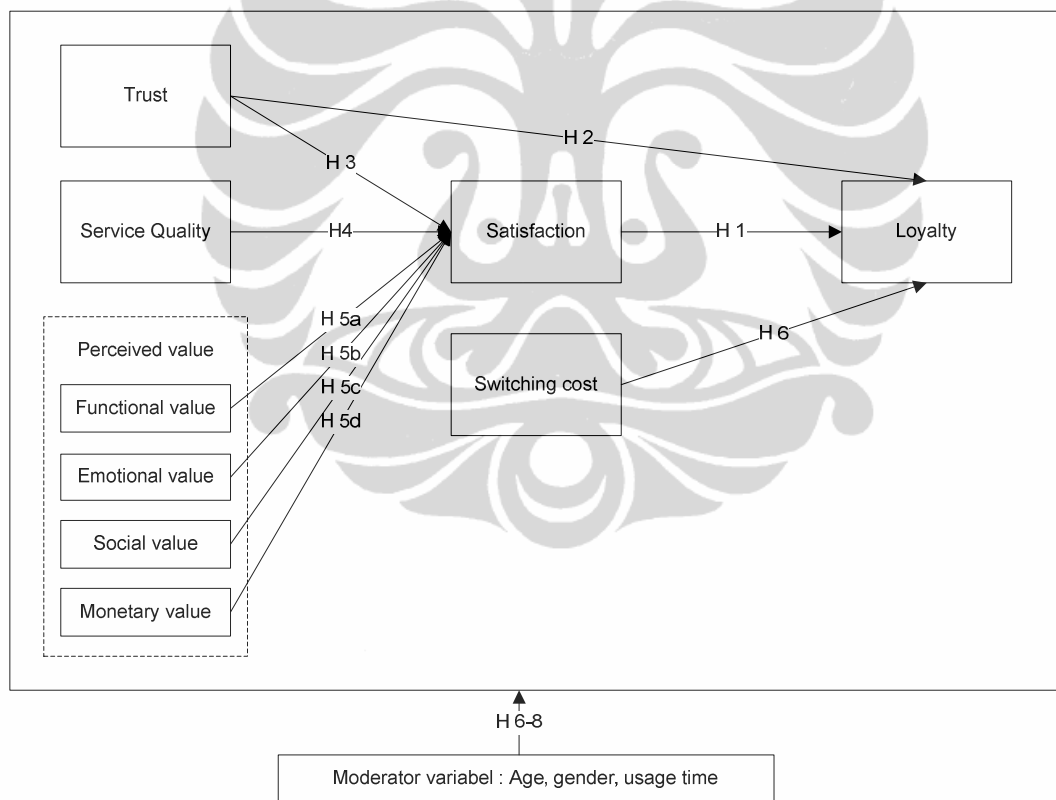 Trust
H 2
H 3
Service Quality
H4
Satisfaction
H 1
Loyalty
H 5a
H 6
Perceived value
H 5b
Switching cost
H 5c
Functional value
H 5d
Emotional value
Social value
Monetary value
H 6-8
Moderator variabel : Age, gender, usage time